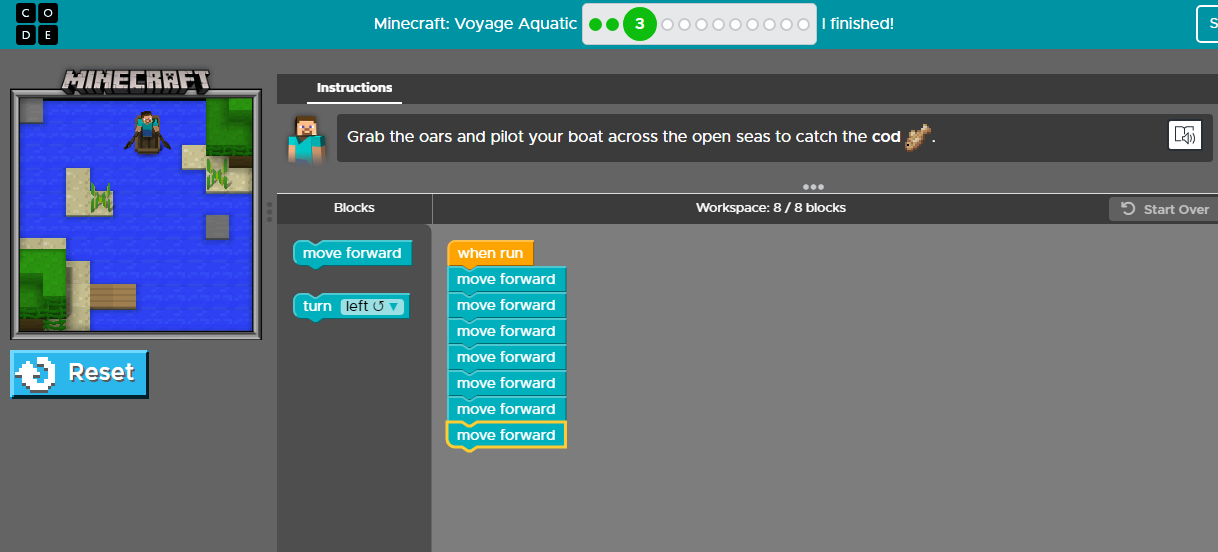 C O
D E
Minecraft: Voyage Aquatic
3
I finished!
S
MINECRAFT
Instructions
Grab the oars and pilot your boat across the open seas to catch the cod .
Blocks
Workspace: 8 / 8 blocks
Start Over
move forward
turn left ↺ ▼
when run
move forward
move forward
move forward
move forward
move forward
move forward
move forward
Reset